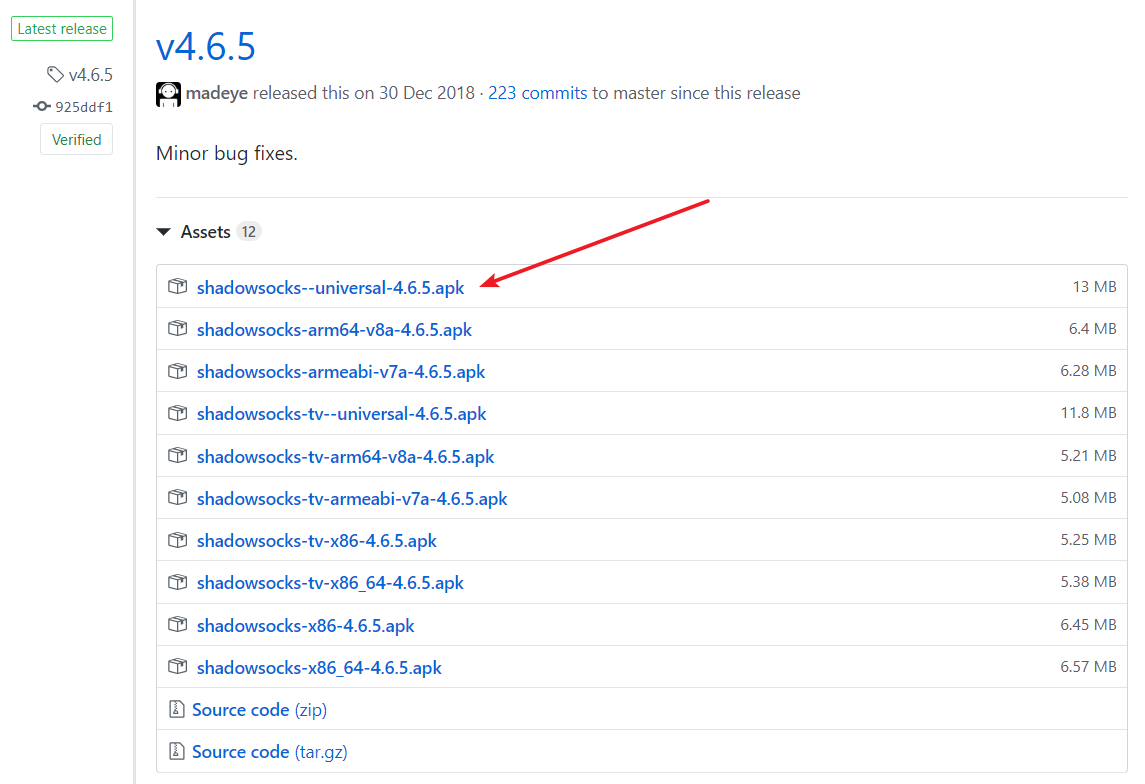 Latest release
v4.6.5
925ddf1
Verified
v4.6.5
madeye released this on 30 Dec 2018 · 223 commits to master since this release
Minor bug fixes.
Assets 12
shadowsocks--universal-4.6.5.apk 13 MB
shadowsocks-arm64-v8a-4.6.5.apk 6.4 MB
shadowsocks-armeabi-v7a-4.6.5.apk 6.28 MB
shadowsocks-tv--universal-4.6.5.apk 11.8 MB
shadowsocks-tv-arm64-v8a-4.6.5.apk 5.21 MB
shadowsocks-tv-armeabi-v7a-4.6.5.apk 5.08 MB
shadowsocks-tv-x86-4.6.5.apk 5.25 MB
shadowsocks-tv-x86_64-4.6.5.apk 5.38 MB
shadowsocks-x86-4.6.5.apk 6.45 MB
shadowsocks-x86_64-4.6.5.apk 6.57 MB
Source code (zip)
Source code (tar.gz)